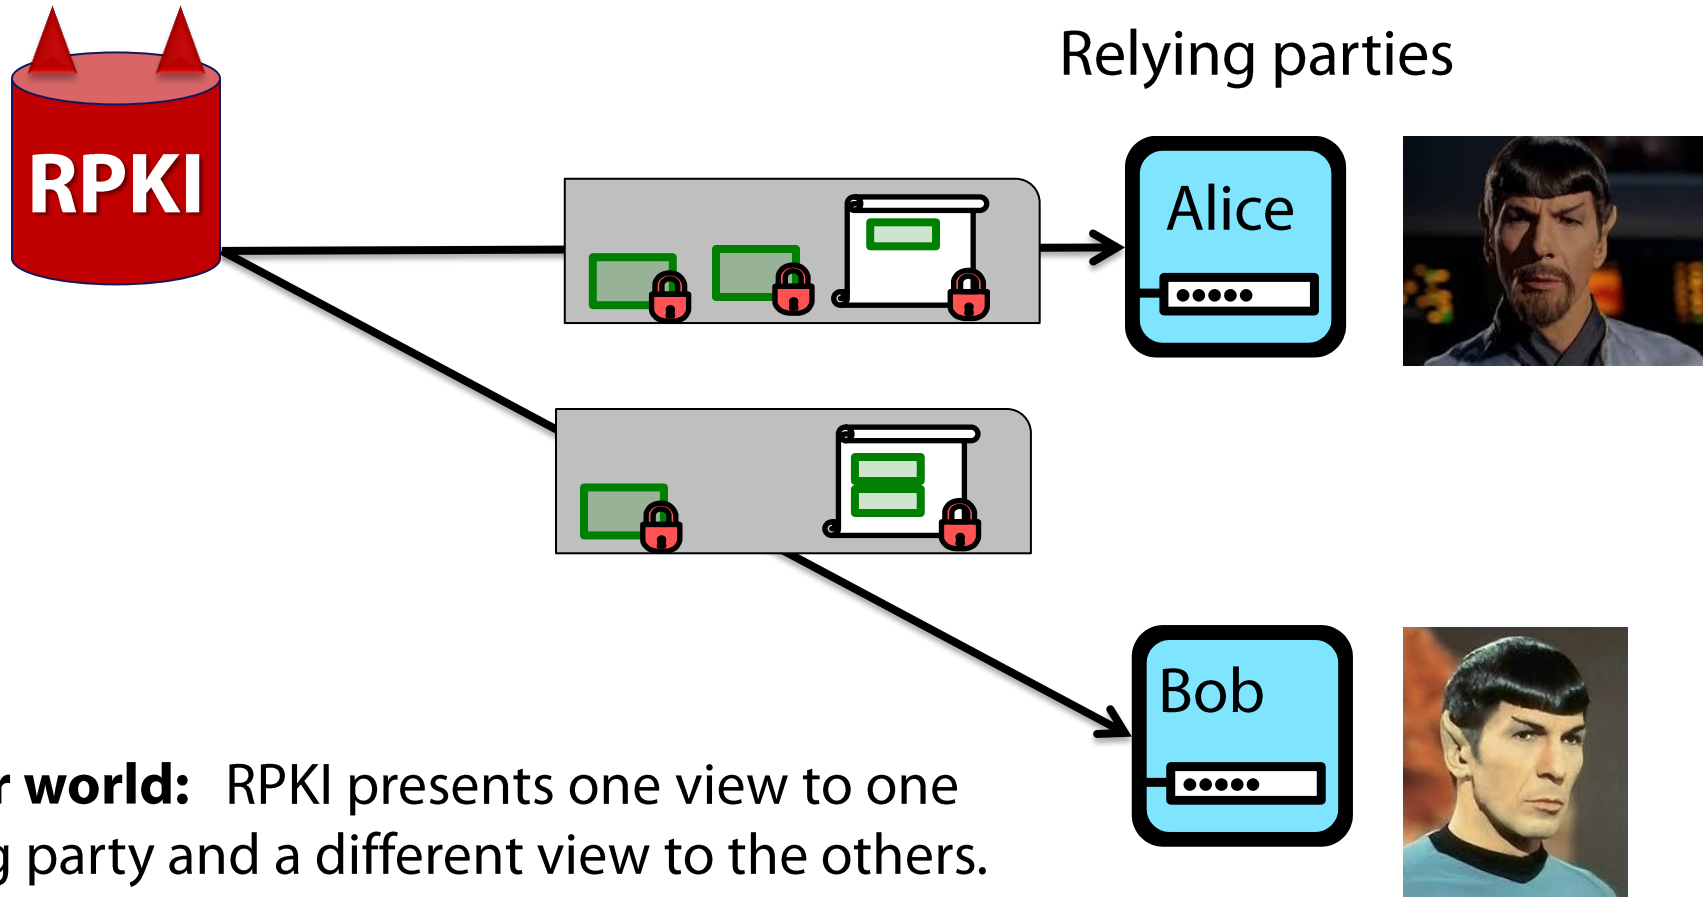 Relying parties
RPKI
Alice
Bob
world: RPKI presents one view to one
party and a different view to the others.